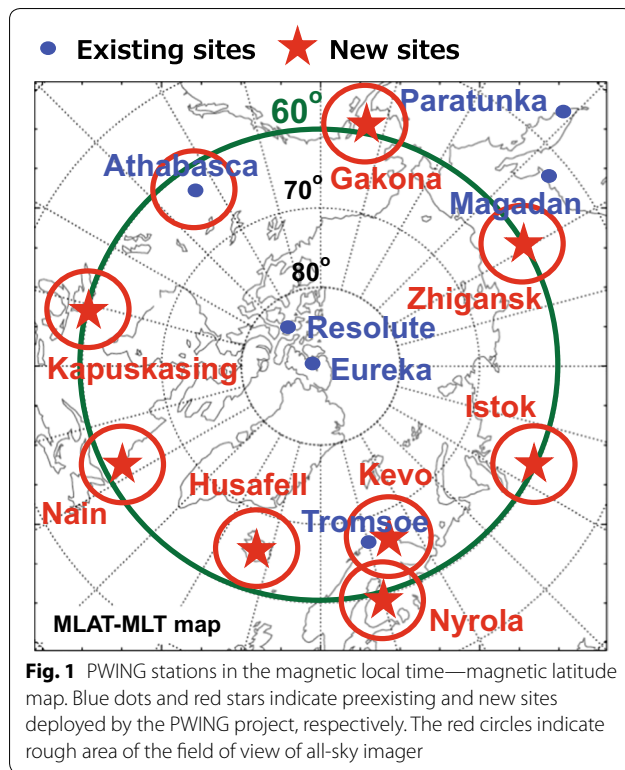 Existing sites New sites
60°
Paratunka
Athabasca
Gakona
70°
Magadan
80°
Zhigansk
Resolute
Kapuskasing
Eureka
Istok
Nain
Husafell
Kevo
Tromsoe
MLAT-MLT map
Nyrola
Fig. 1 PWING stations in the magnetic local time—magnetic latitude
map. Blue dots and red stars indicate preexisting and new sites
deployed by the PWING project, respectively. The red circles indicate
rough area of the field of view of all-sky imager